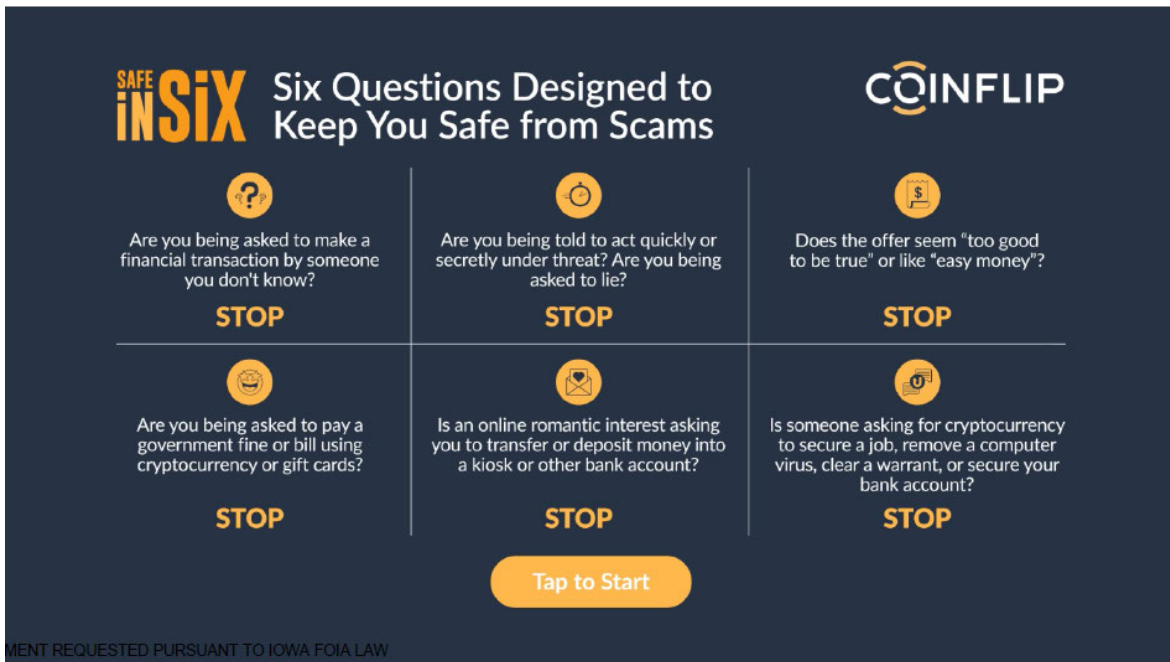 SAFE
iNSiX
Six Questions Designed to
Keep You Safe from Scams
COINFLIP
Are you being asked to make a
financial transaction by someone
you don't know?
STOP
Are you being told to act quickly or
secretly under threat? Are you being
asked to lie?
STOP
Does the offer seem “too good
to be true” or like “easy money”?
STOP
Are you being asked to pay a
government fine or bill using
cryptocurrency or gift cards?
STOP
Is an online romantic interest asking
you to transfer or deposit money into
a kiosk or other bank account?
STOP
Is someone asking for cryptocurrency
to secure a job, remove a computer
virus, clear a warrant, or secure your
bank account?
STOP
Tap to Start
MENT REQUESTED PURSUANT TO IOWA FOIA LAW